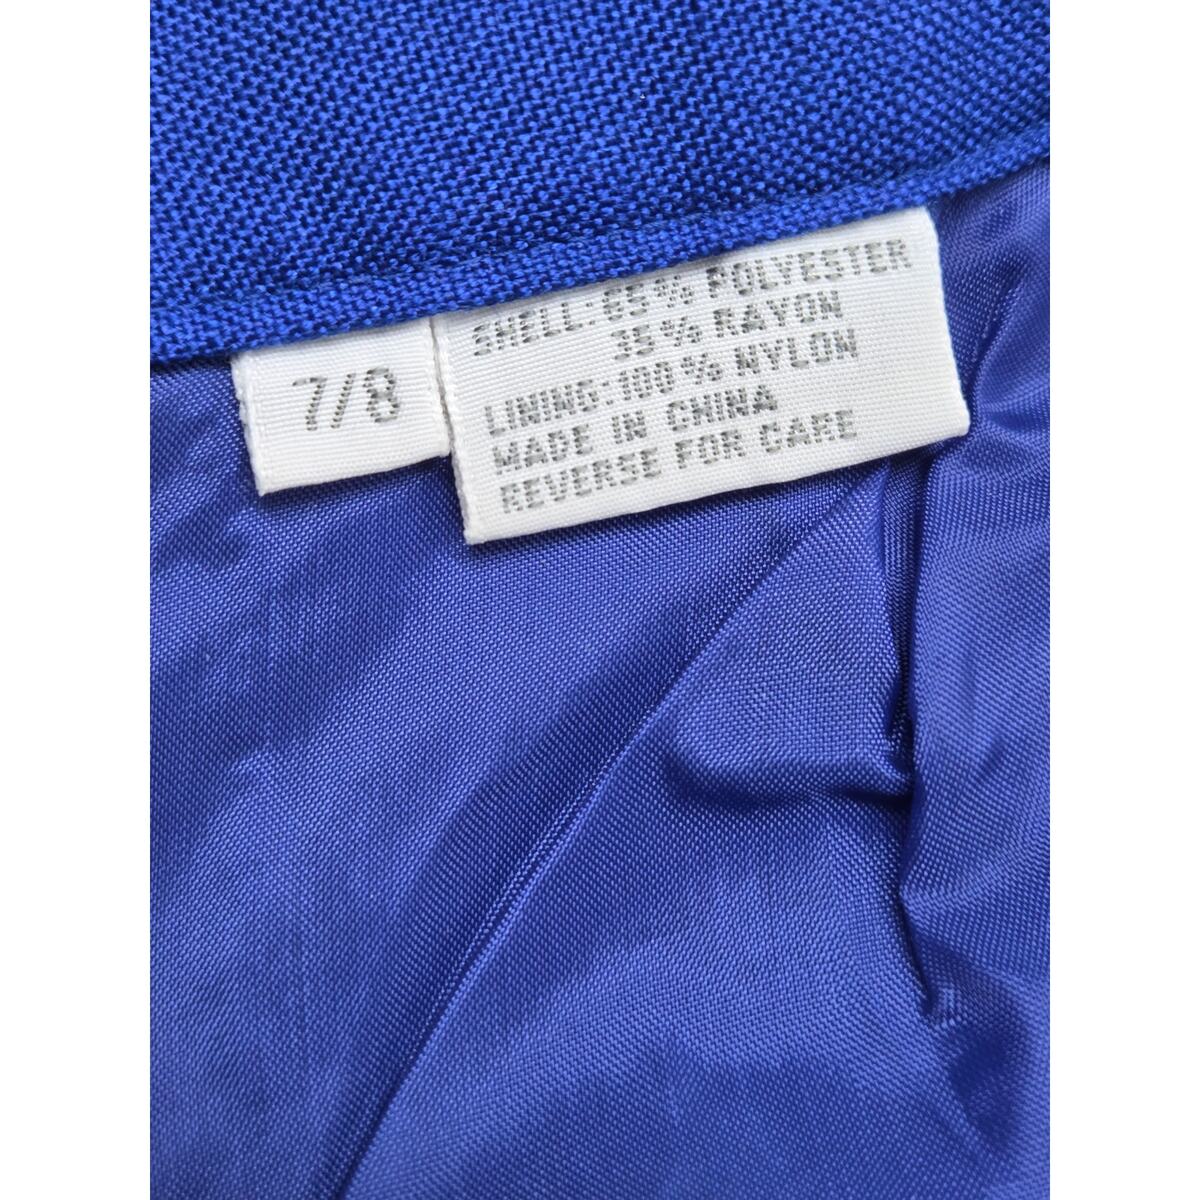 7/8
SHELL: 65 % POLYESTER
35 % RAYON
LINING: 100 % NYLON
MADE IN CHINA
REVERSE FOR CARE